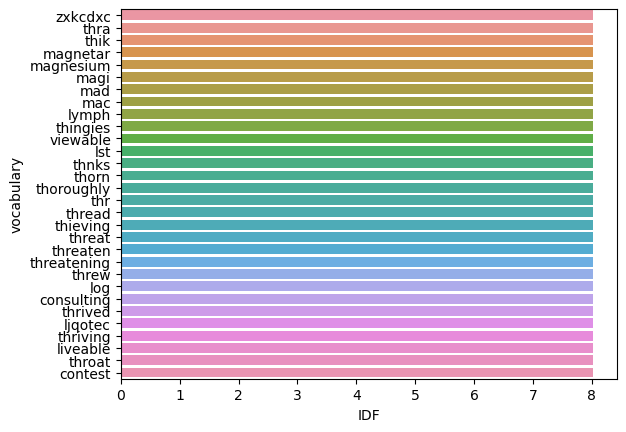 zxkcdxc
thra
thik
magnetar
magnesium
magi
mad
mac
lymph
thingies
viewable
lst
thnks
thorn
thoroughly
thr
thread
thieving
threat
threaten
threatening
threw
log
consulting
thrived
ljqotec
thriving
liveable
throat
contest
vocabulary
0 1 2 3 4 5 6 7 8
IDF